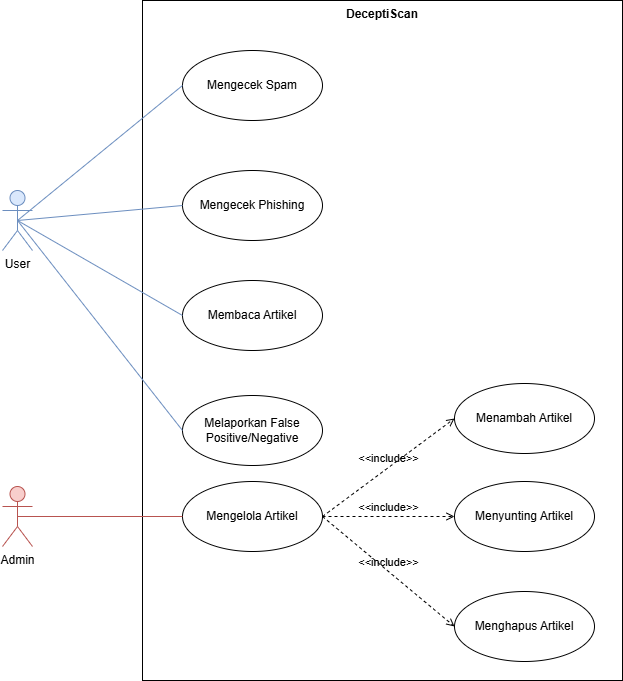 DeceptiScan
Mengecek Spam
Mengecek Phishing
User
Membaca Artikel
Melaporkan False
Positive/Negative
Menambah Artikel
<<include>>
Admin
Mengelola Artikel
<<include>>
Menyunting Artikel
<<include>>
Menghapus Artikel